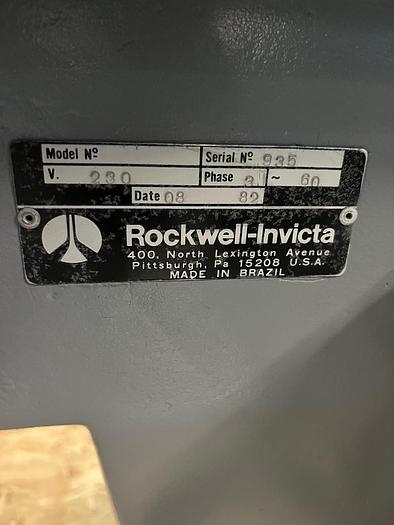 Model Nº Serial Nº 935
V. 230 Phase 3 ~ 60
Date 08 82
Rockwell-Invicta
400, North Lexington Avenue
Pittsburgh, Pa 15208 U.S.A.
MADE IN BRAZIL